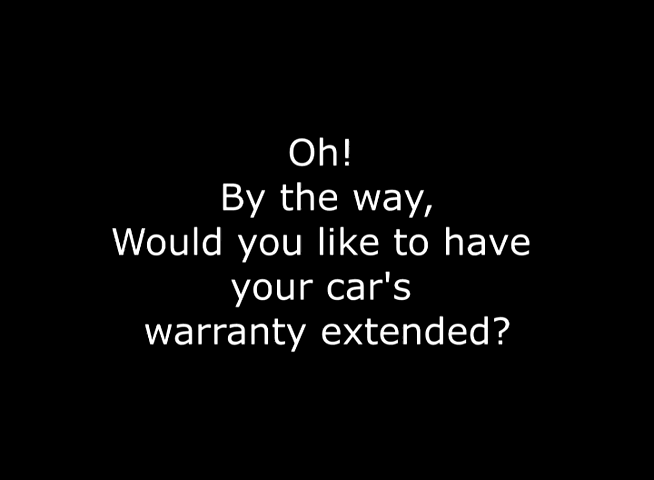 Oh!
By the way,
Would you like to have
your car's
warranty extended?